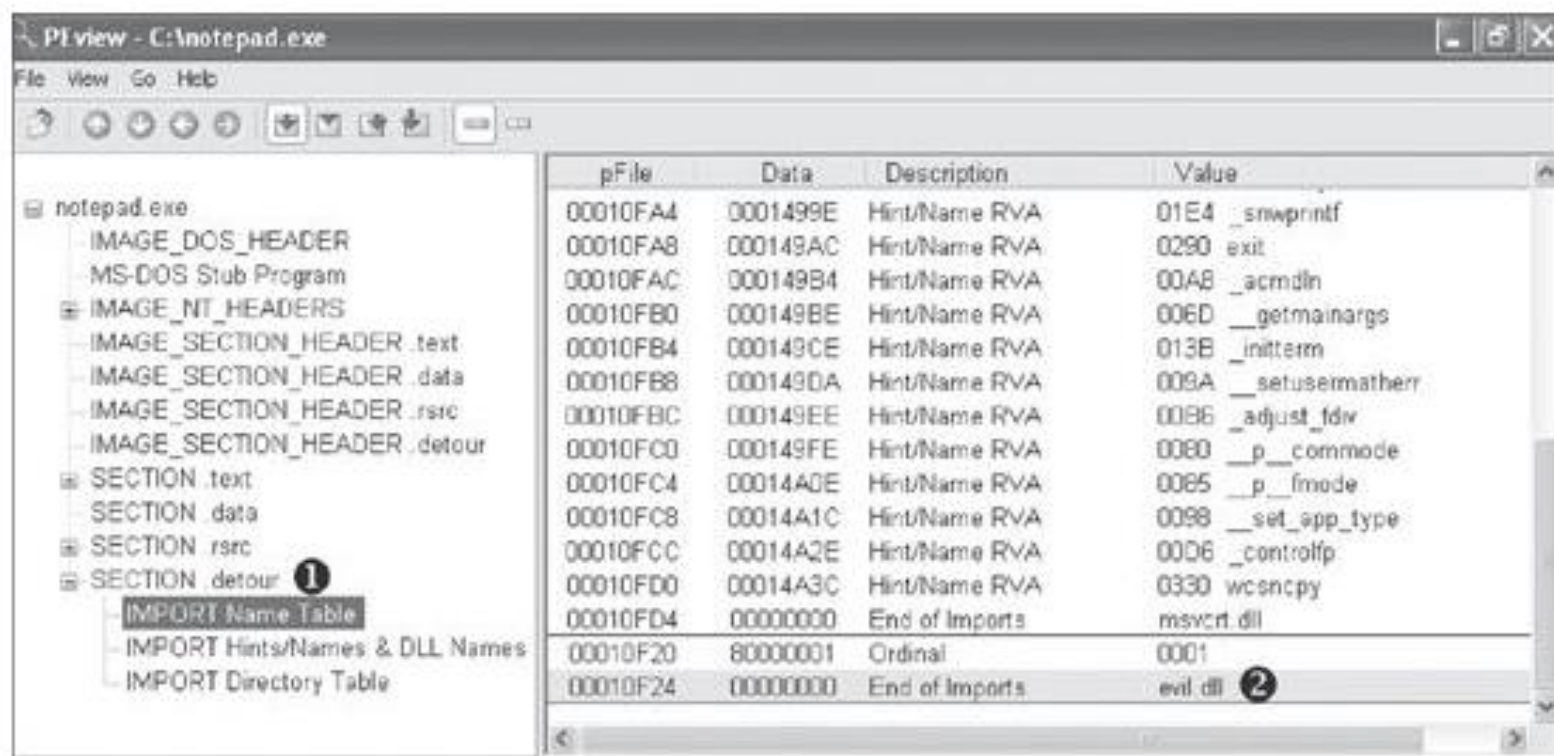 PEview - C:\notepad.exe
File View Go Help
notepad.exe
IMAGE_DOS_HEADER
MS-DOS Stub Program
IMAGE_NT_HEADERS
IMAGE_SECTION_HEADER .text
IMAGE_SECTION_HEADER .data
IMAGE_SECTION_HEADER .rsrc
IMAGE_SECTION_HEADER .detour
SECTION .text
SECTION .data
SECTION .rsrc
SECTION .detour ❶
IMPORT Name Table
IMPORT Hints/Names & DLL Names
IMPORT Directory Table
pFile Data Description Value
00010FA4 0001499E Hint/Name RVA 01E4 _snwprintf
00010FA8 000149AC Hint/Name RVA 0290 exit
00010FAC 000149B4 Hint/Name RVA 00A8 _acmdln
00010FB0 000149BE Hint/Name RVA 006D __getmainargs
00010FB4 000149CE Hint/Name RVA 013B _initterm
00010FB8 000149DA Hint/Name RVA 009A __setusermatherr
00010FBC 000149EE Hint/Name RVA 00B6 _adjust_fdiv
00010FC0 000149FE Hint/Name RVA 0080 __p__commode
00010FC4 00014A0E Hint/Name RVA 0085 __p__fmode
00010FC8 00014A1C Hint/Name RVA 0098 __set_app_type
00010FCC 00014A2E Hint/Name RVA 00D6 _controlfp
00010FD0 00014A3C Hint/Name RVA 0330 wcsncpy
00010FD4 00000000 End of Imports msvcrt.dll
00010F20 80000001 Ordinal 0001
00010F24 00000000 End of Imports evil.dll ❷